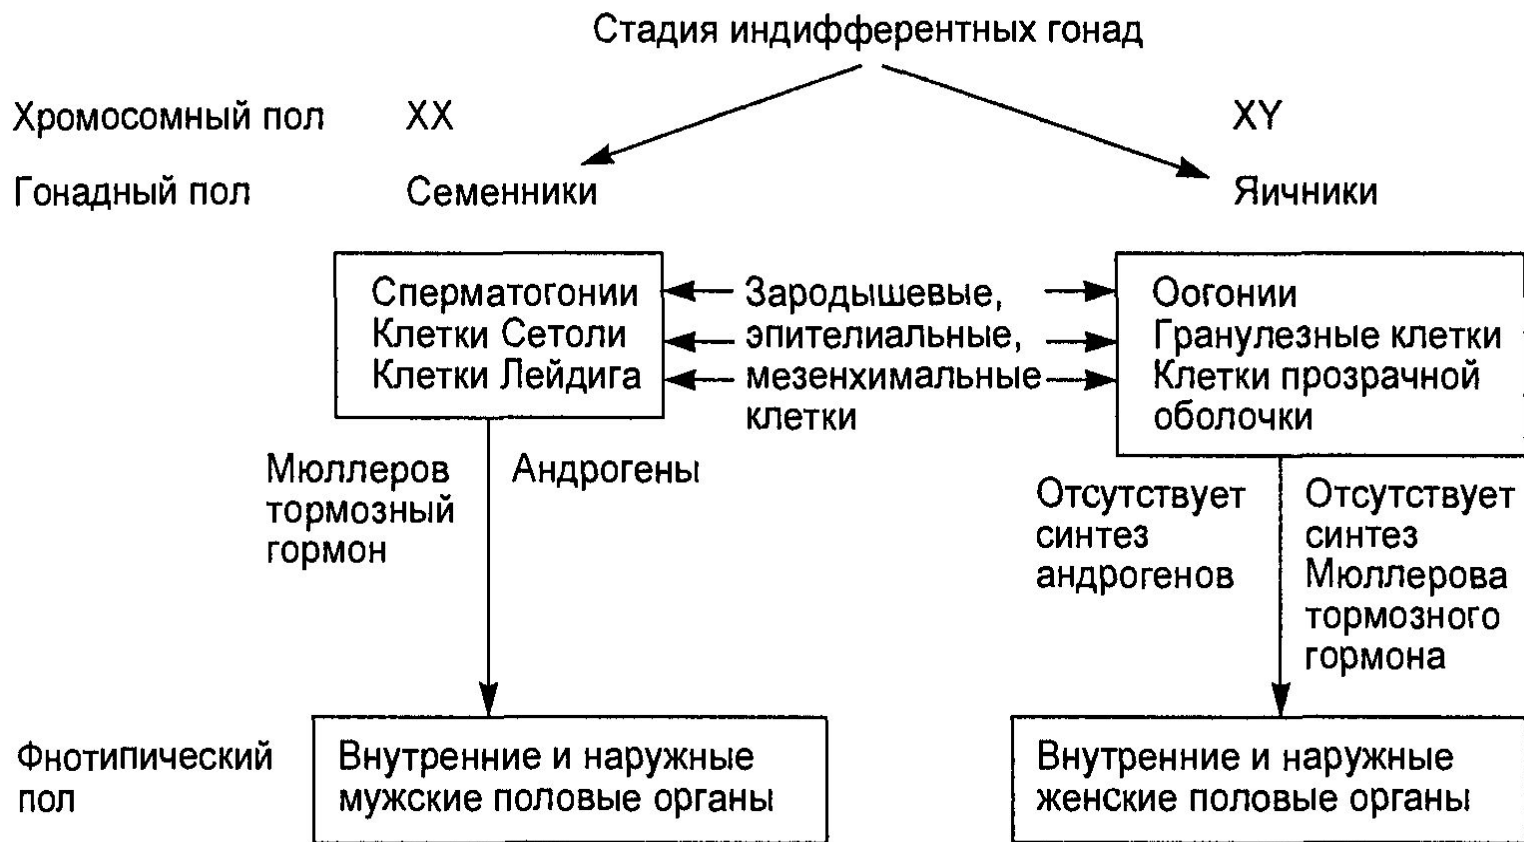 Стадия индифферентных гонад
Хромосомный пол XX XY
Гонадный пол Семенники Яичники
Сперматогонии
Клетки Сетоли
Клетки Лейдига
Зародышевые,
эпителиальные,
мезенхимальные
клетки
Оогонии
Гранулезные клетки
Клетки прозрачной
оболочки
Мюллеров
тормозный
гормон
Андрогены
Отсутствует
синтез
андрогенов
Отсутствует
синтез
Мюллерова
тормозного
гормона
Фнотипический
пол
Внутренние и наружные
мужские половые органы
Внутренние и наружные
женские половые органы